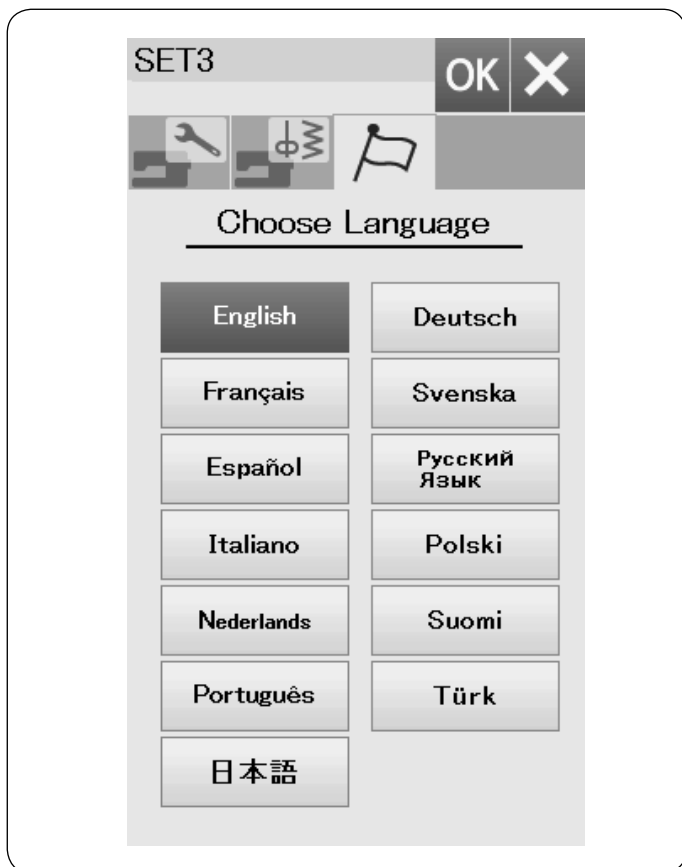 SET3
OK
Choose Language
English
Deutsch
Français
Svenska
Español
Русский
Язык
Italiano
Polski
Nederlands
Suomi
Português
Türk
日本語